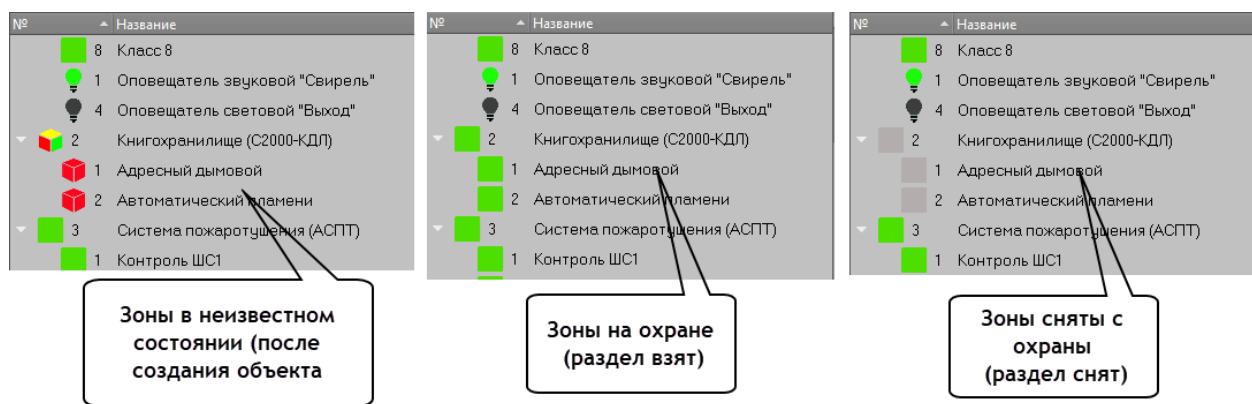 № Название
8 Класс 8
1 Оповещатель звуковой "Свирель"
4 Оповещатель световой "Выход"
2 Книгохранилище (С2000-КДЛ)
1 Адресный дымовой
2 Автоматический пламени
3 Система пожаротушения (АСПТ)
1 Контроль ШС1
Зоны в неизвестном
состоянии (после
создания объекта
№ Название
8 Класс 8
1 Оповещатель звуковой "Свирель"
4 Оповещатель световой "Выход"
2 Книгохранилище (С2000-КДЛ)
1 Адресный дымовой
2 Автоматический пламени
3 Система пожаротушения (АСПТ)
1 Контроль ШС1
Зоны на охране
(раздел взят)
№ Название
8 Класс 8
1 Оповещатель звуковой "Свирель"
4 Оповещатель световой "Выход"
2 Книгохранилище (С2000-КДЛ)
1 Адресный дымовой
2 Автоматический пламени
3 Система пожаротушения (АСПТ)
1 Контроль ШС1
Зоны сняты с
охраны
(раздел снят)